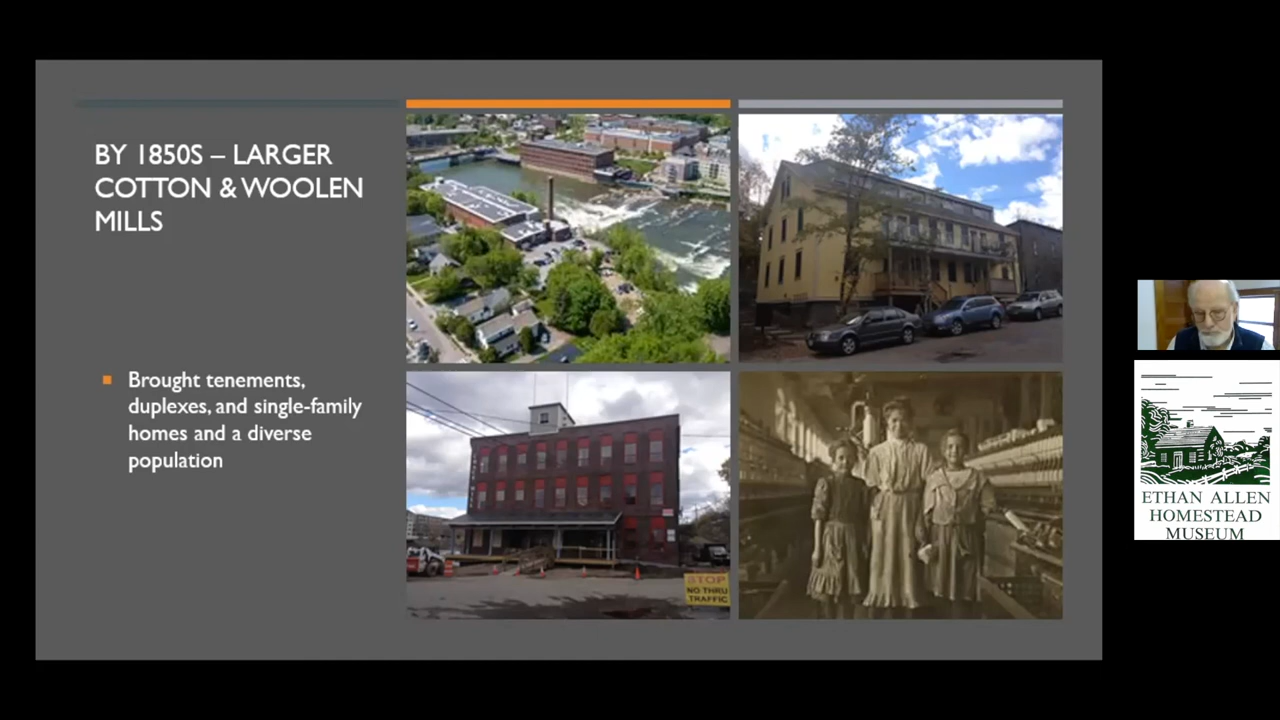 BY 1850S – LARGER
COTTON & WOOLEN
MILLS
Brought tenements,
duplexes, and single-family
homes and a diverse
population
STOP
NO THRU
TRAFFIC
ETHAN ALLEN
HOMESTEAD
MUSEUM